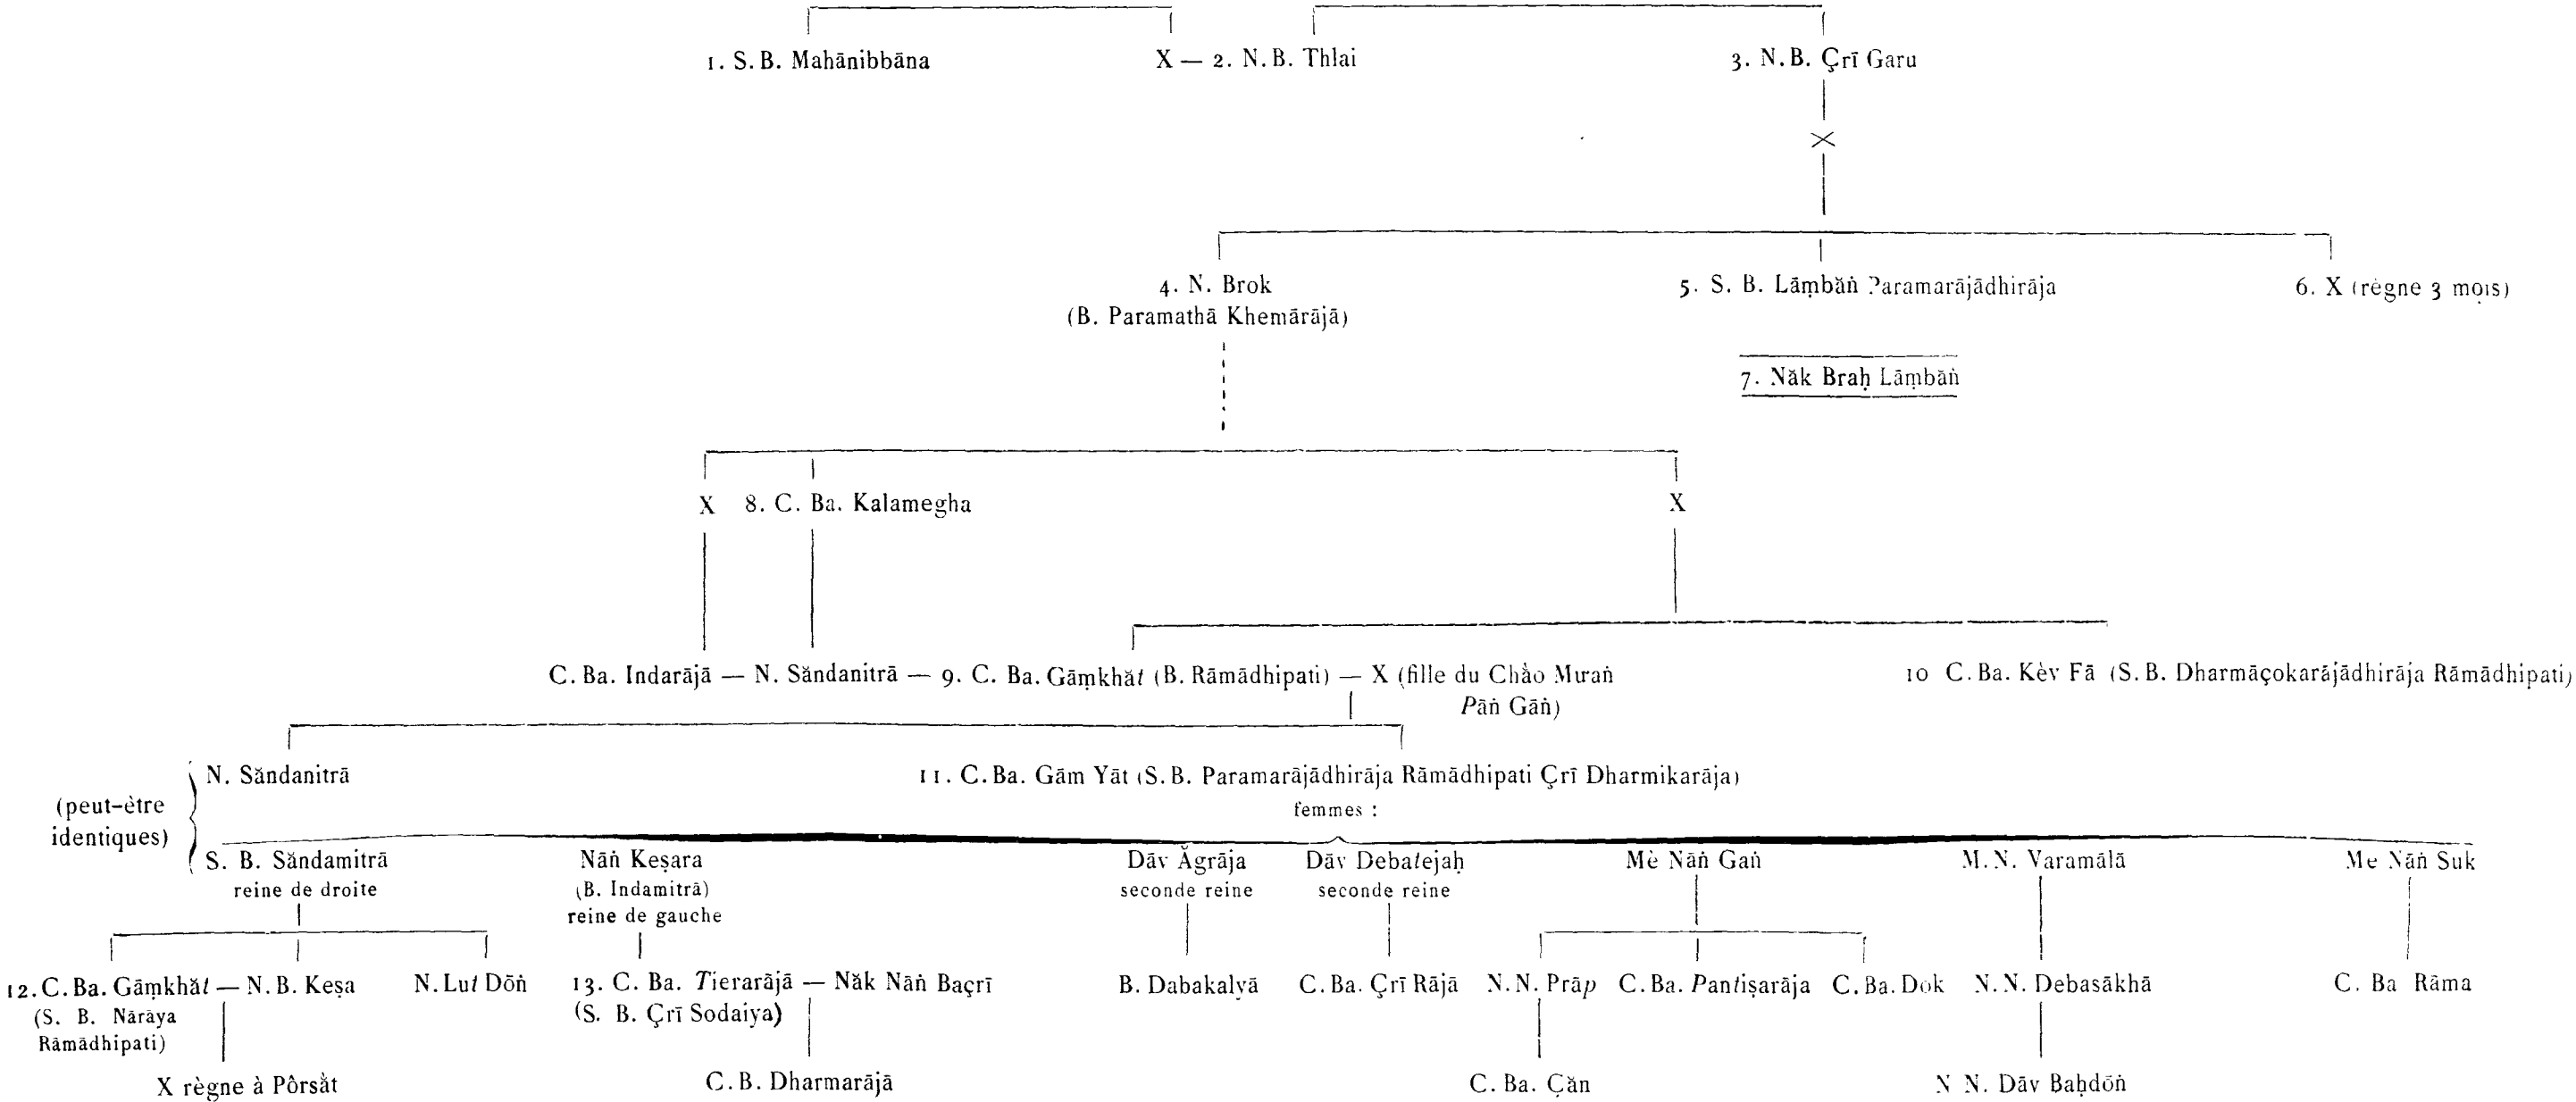 1. S. B. Mahānibbāna X — 2. N. B. Thlai 3. N. B. Çrī Garu
X
4. N. Brok 5. S. B. Lāṃbăṅ Paramarājādhirāja 6. X (règne 3 mois)
(B. Paramathā Khemārājā)
7. Năk Braḥ Lāṃbăṅ
X 8. C. Ba. Kalamegha X
C. Ba. Indarājā — N. Săndanitrā — 9. C. Ba. Gāṃkhăt (B. Rāmādhipati) — X (fille du Chằo Mưaṅ 10 C. Ba. Kèv Fā (S. B. Dharmāçokarājādhirāja Rāmādhipati)
Pāṅ Gāṅ)
N. Săndanitrā 11. C. Ba. Gām Yāt (S. B. Paramarājādhirāja Rāmādhipati Çrī Dharmikarāja)
(peut-être femmes :
identiques)
S. B. Săndamitrā Nāṅ Keṣara Dāv Ăgrāja Dāv Debatejaḥ Mè Nāṅ Gaṅ M. N. Varamālā Me Nāṅ Suk
reine de droite (B. Indamitrā) seconde reine seconde reine
reine de gauche
12. C. Ba. Gāṃkhăt — N. B. Keṣa N. Lut Dōṅ 13. C. Ba. Tierarājā — Năk Nāṅ Baçrī B. Dabakalyā C. Ba. Çrī Rājā N. N. Prāp C. Ba. Pantiṣarāja C. Ba. Dok N. N. Debasākhā C. Ba Rāma
(S. B. Nārāya (S. B. Çrī Sodaiya)
Rāmādhipati)
X règne à Pôrsằt C. B. Dharmarājā C. Ba. Çăn N N. Dāv Baḥdōṅ